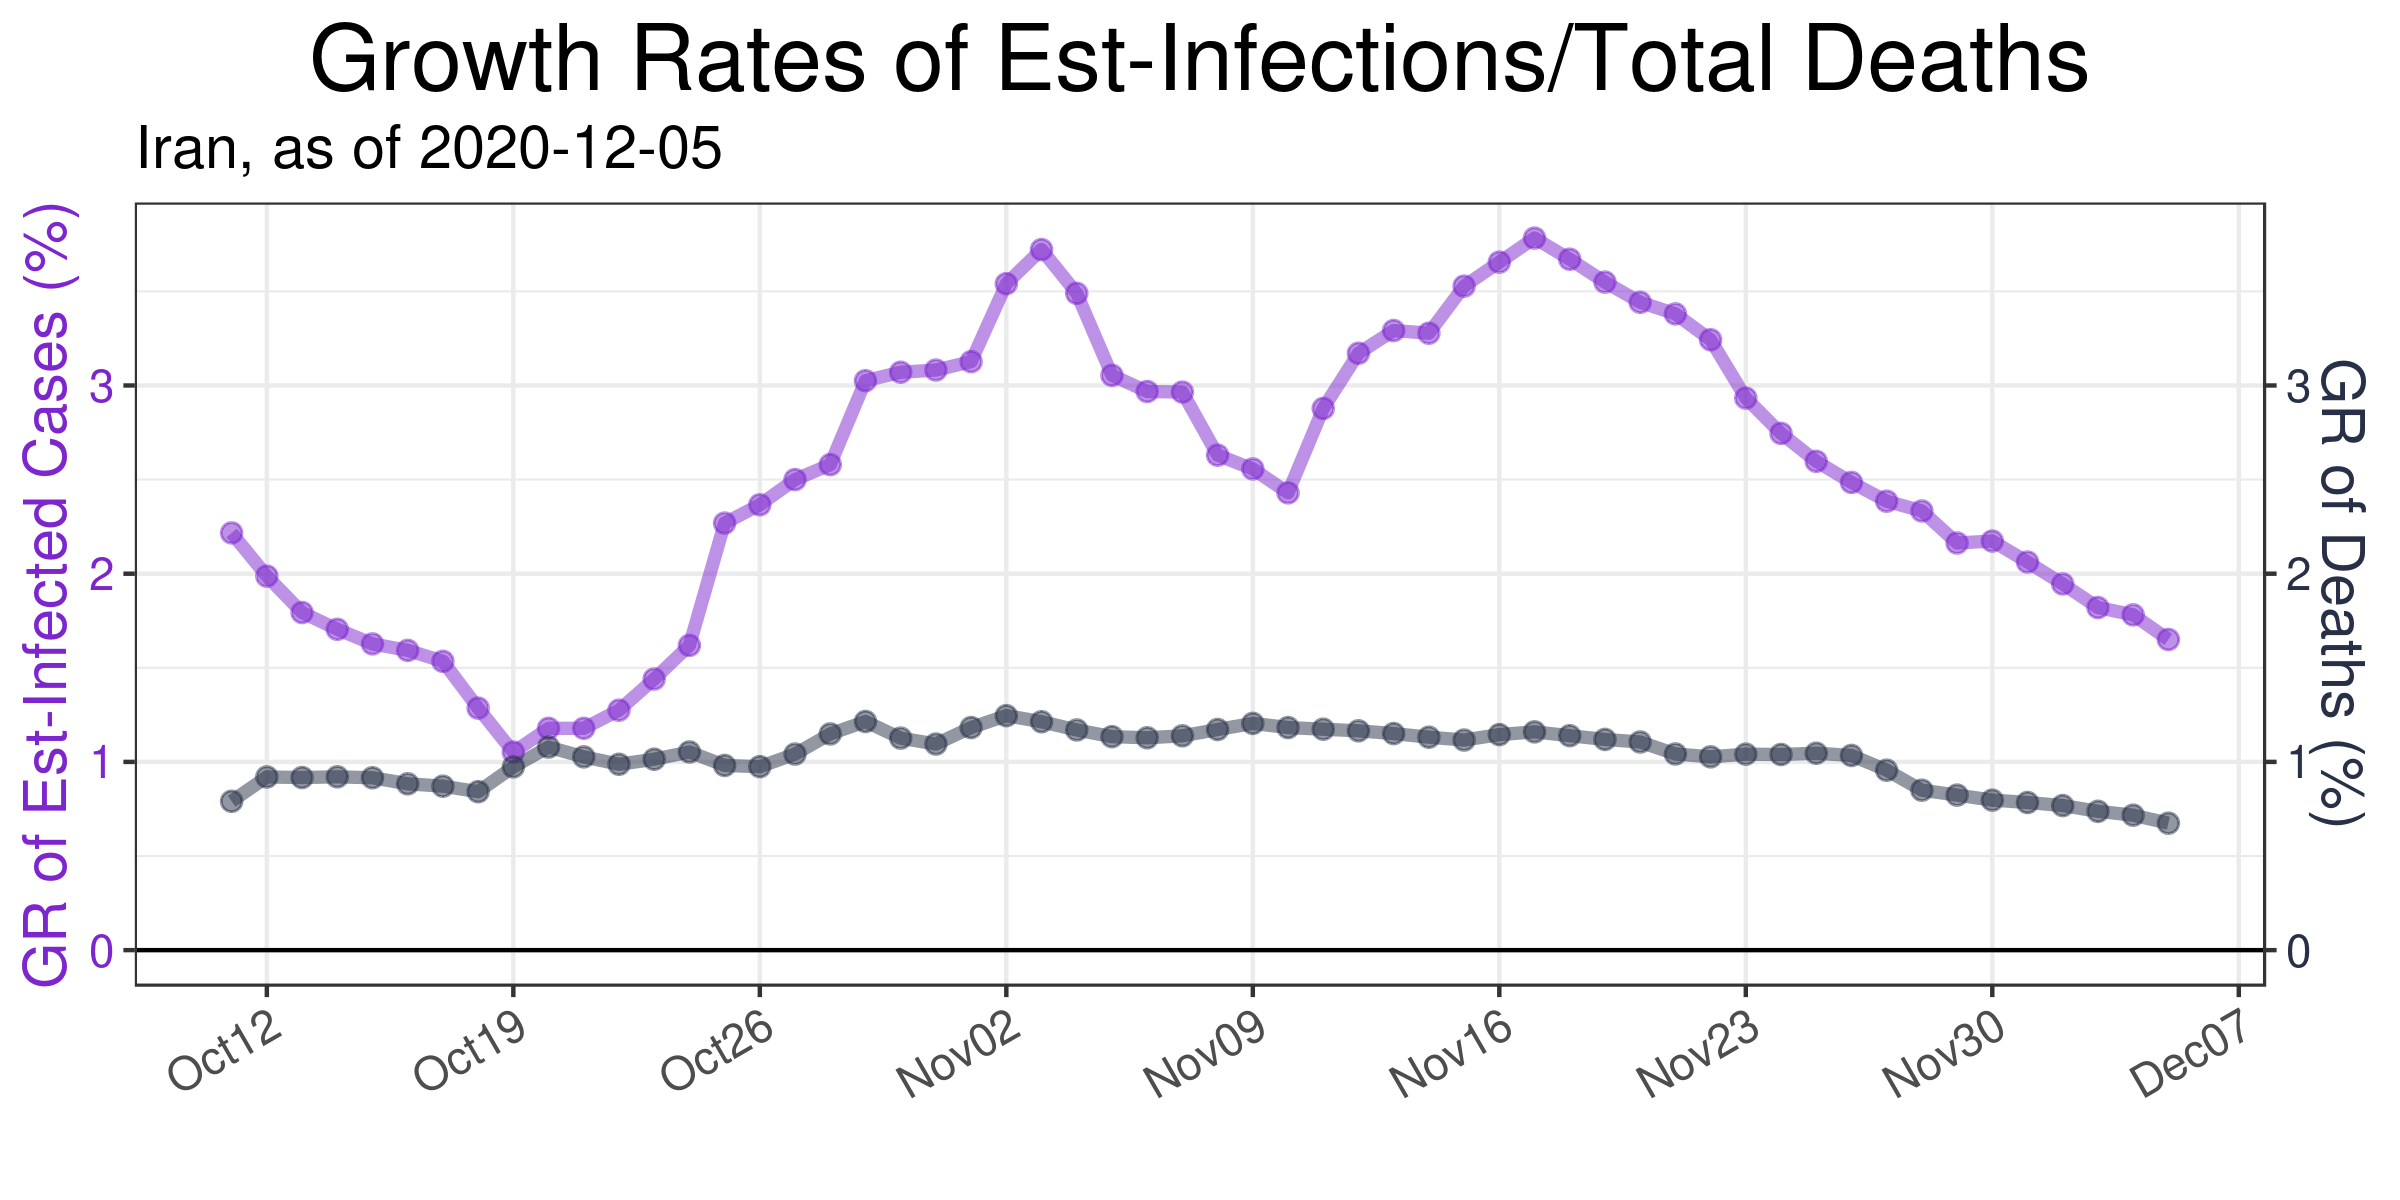 Growth Rates of Est-Infections/Total Deaths
Iran, as of 2020-12-05
GR of Est-Infected Cases (%)
3
2
1
0
3
2
1
0
GR of Deaths (%)
Oct12
Oct19
Oct26
Nov02
Nov09
Nov16
Nov23
Nov30
Dec07